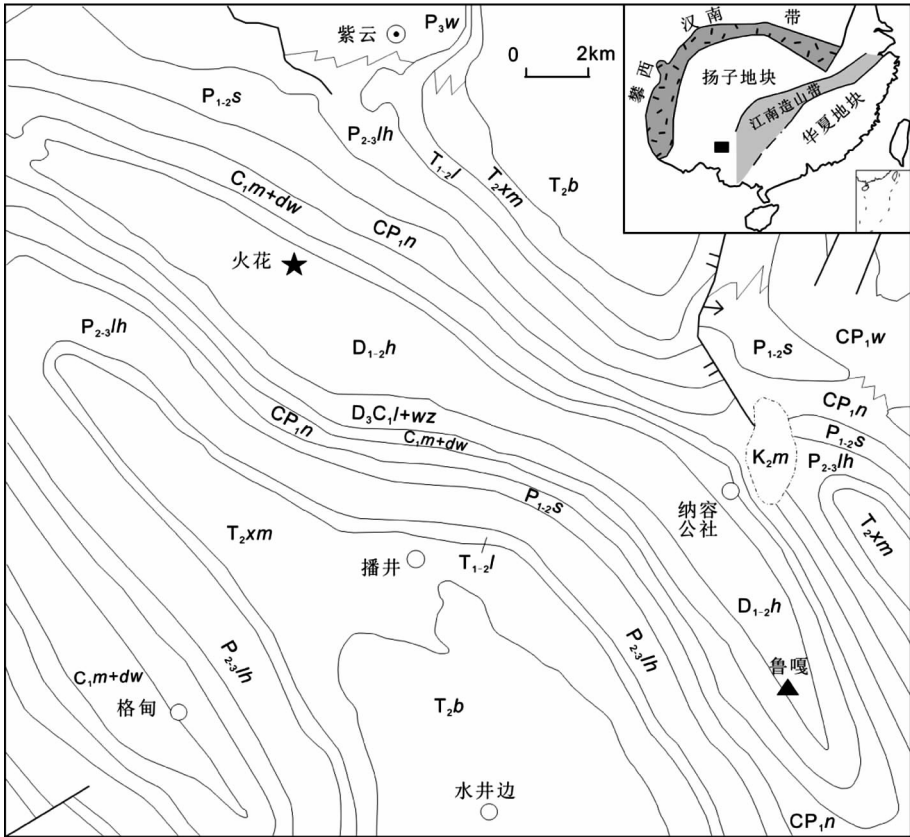 紫云
P₃w
0 2km
汉南带
攀西
扬子地块
江南造山带
华夏地块
P₁₋₂s
P₂₋₃lh
T₁₋₂l
T₂xm
T₂b
C₁m+dw
CP₁n
火花
P₂₋₃lh
D₁₋₂h
P₁₋₂s
CP₁w
CP₁n
D₃C₁l+wz
CP₁n
C₁m+dw
P₁₋₂s
P₂₋₃lh
K₂m
P₁₋₂s
纳容
公社
T₂xm
T₂xm
播井
T₁₋₂l
D₁₋₂h
P₂₋₃lh
P₂₋₃lh
鲁嘎
C₁m+dw
格甸
T₂b
水井边
CP₁n